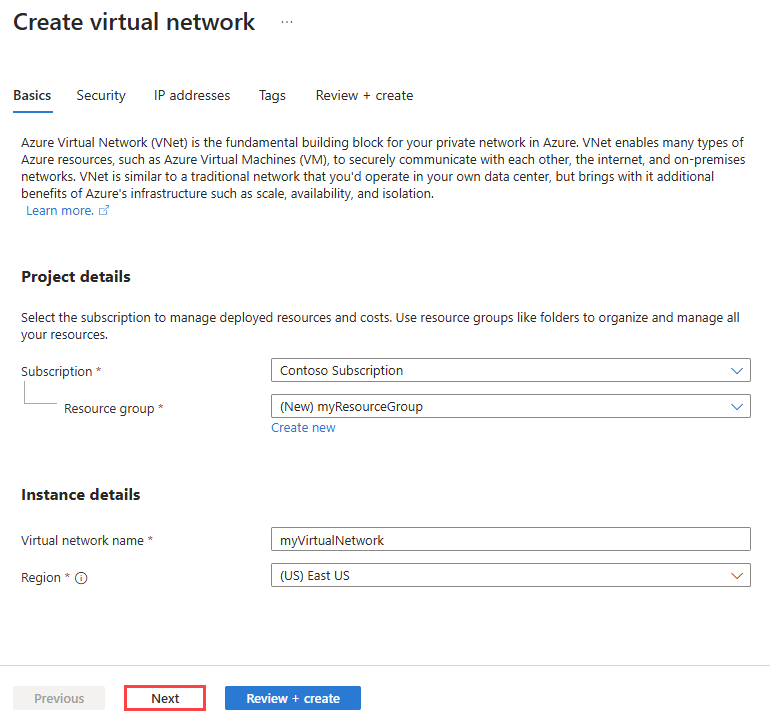 Create virtual network ...
Basics Security IP addresses Tags Review + create
Azure Virtual Network (VNet) is the fundamental building block for your private network in Azure. VNet enables many types of
Azure resources, such as Azure Virtual Machines (VM), to securely communicate with each other, the internet, and on-premises
networks. VNet is similar to a traditional network that you'd operate in your own data center, but brings with it additional
benefits of Azure's infrastructure such as scale, availability, and isolation.
Learn more.
Project details
Select the subscription to manage deployed resources and costs. Use resource groups like folders to organize and manage all
your resources.
Subscription * Contoso Subscription
Resource group * (New) myResourceGroup
Create new
Instance details
Virtual network name * myVirtualNetwork
Region * (US) East US
Previous Next Review + create